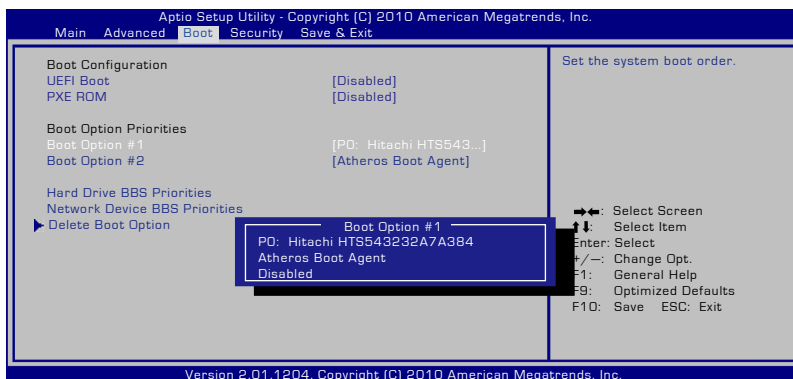 Aptio Setup Utility - Copyright (C) 2010 American Megatrends, Inc.
Main Advanced Boot Security Save & Exit
Boot Configuration
UEFI Boot [Disabled]
PXE ROM [Disabled]
Boot Option Priorities
Boot Option #1 [P0: Hitachi HTS543...]
Boot Option #2 [Atheros Boot Agent]
Hard Drive BBS Priorities
Network Device BBS Priorities
Delete Boot Option
Boot Option #1
P0: Hitachi HTS543232A7A384
Atheros Boot Agent
Disabled
Set the system boot order.
→←: Select Screen
↑↓: Select Item
Enter: Select
+/—: Change Opt.
F1: General Help
F9: Optimized Defaults
F10: Save ESC: Exit
Version 2.01.1204. Copyright (C) 2010 American Megatrends, Inc.